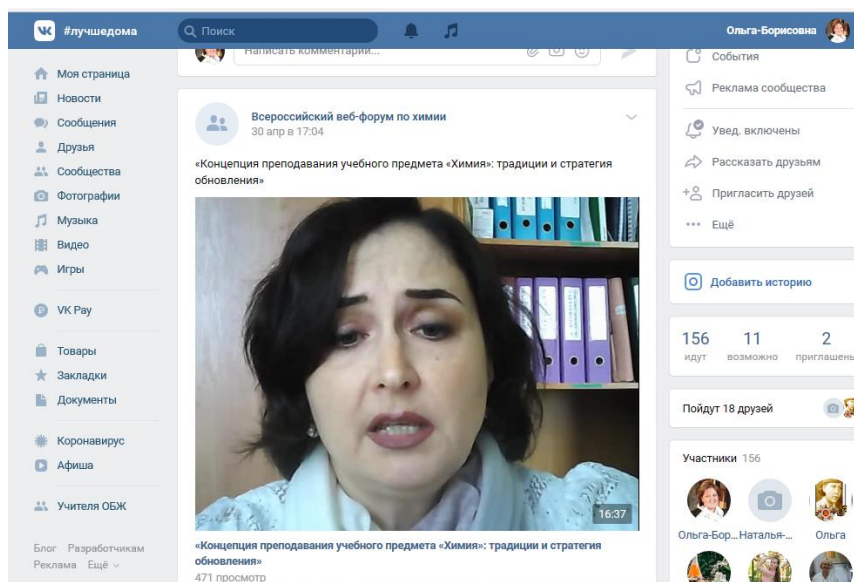 #лучшедома
Поиск
Ольга-Борисовна
Моя страница
Новости
Сообщения
Друзья
Сообщества
Фотографии
Музыка
Видео
Игры
VK Pay
Товары
Закладки
Документы
Коронавирус
Афиша
Учителя ОБЖ
Блог Разработчикам
Реклама Ещё
Написать комментарий...
Всероссийский веб-форум по химии
30 апр в 17:04
«Концепция преподавания учебного предмета «Химия»: традиции и стратегия
обновления»
16:37
«Концепция преподавания учебного предмета «Химия»: традиции и стратегия
обновления»
471 просмотр
События
Реклама сообщества
Увед. включены
Рассказать друзьям
Пригласить друзей
Ещё
Добавить историю
156 11 2
идут возможно приглашены
Пойдут 18 друзей
Участники 156
Ольга-Бор... Наталья-... Ольга